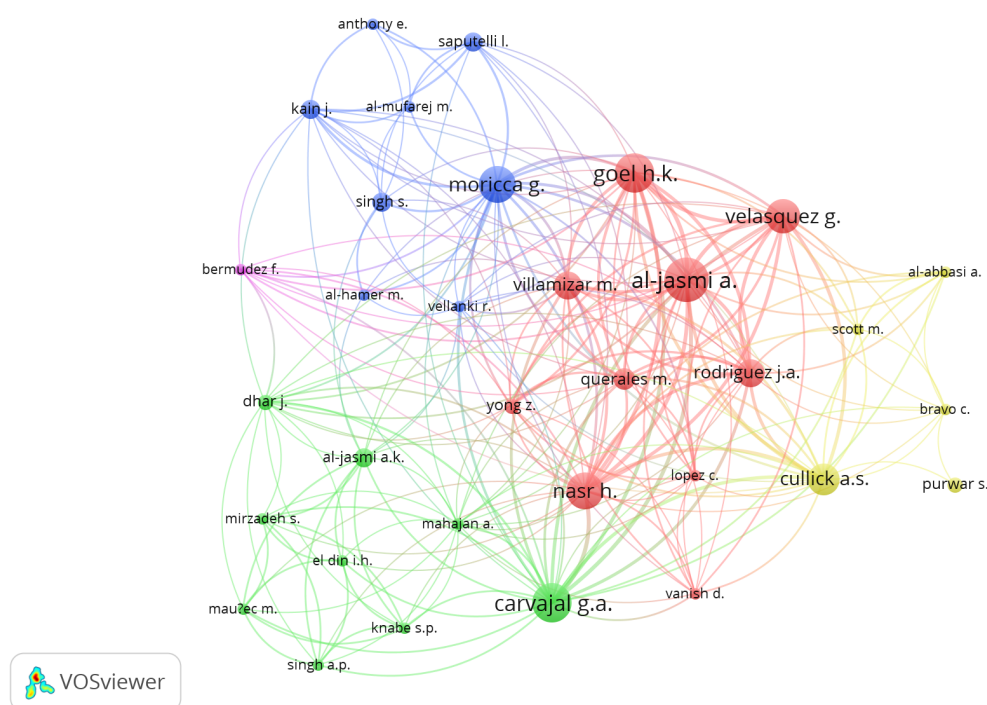 anthony e.
saputelli l.
kain j.
al-mufarej m.
goel h.k.
moricca g.
singh s.
velasquez g.
bermudez f.
al-abbasi a.
al-jasmi a.
villamizar m.
al-hamer m.
vellanki r.
scott m.
rodriguez j.a.
querales m.
dhar j.
yong z.
bravo c.
al-jasmi a.k.
lopez c.
cullick a.s.
purwar s.
nasr h.
mirzadeh s.
mahajan a.
el din i.h.
vanish d.
carvajal g.a.
mau?ec m.
knabe s.p.
singh a.p.
VOSviewer